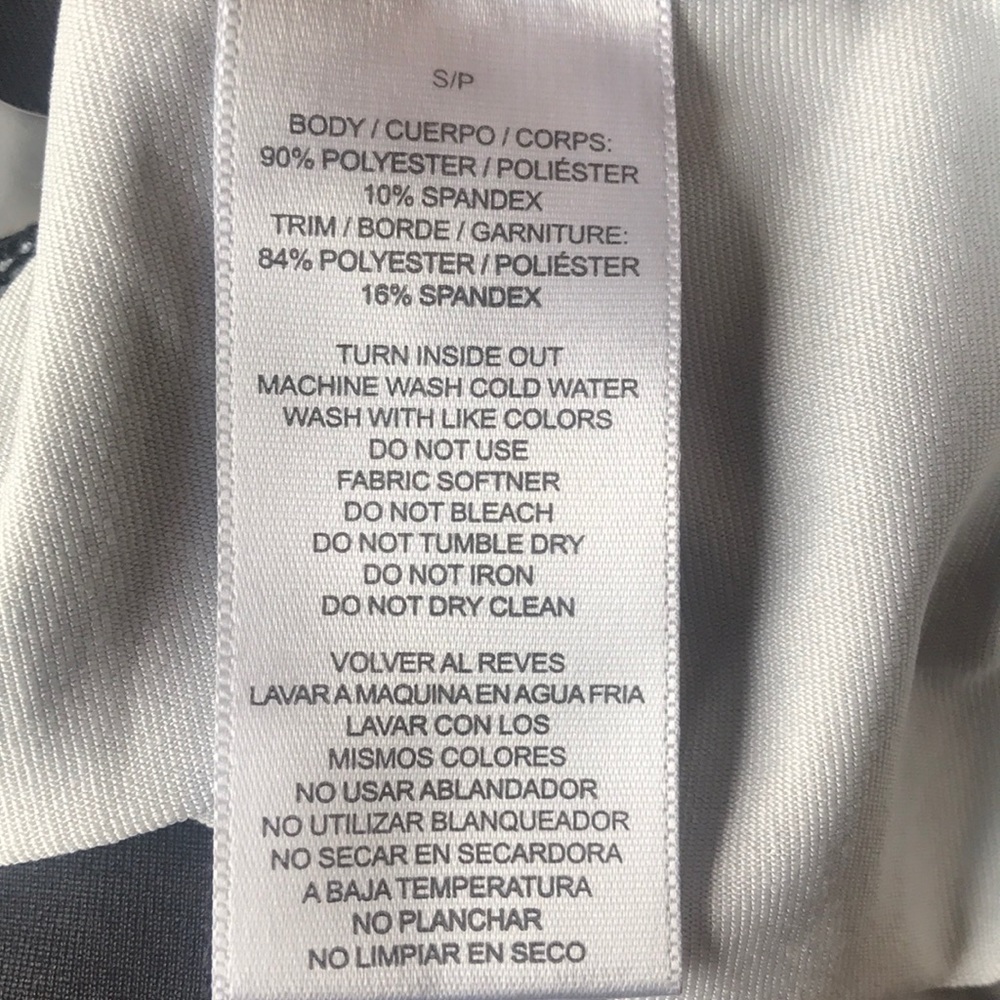 S/P
BODY / CUERPO / CORPS:
90% POLYESTER / POLIÉSTER
10% SPANDEX
TRIM / BORDE / GARNITURE:
84% POLYESTER / POLIÉSTER
16% SPANDEX
TURN INSIDE OUT
MACHINE WASH COLD WATER
WASH WITH LIKE COLORS
DO NOT USE
FABRIC SOFTNER
DO NOT BLEACH
DO NOT TUMBLE DRY
DO NOT IRON
DO NOT DRY CLEAN
VOLVER AL REVES
LAVAR A MAQUINA EN AGUA FRIA
LAVAR CON LOS
MISMOS COLORES
NO USAR ABLANDADOR
NO UTILIZAR BLANQUEADOR
NO SECAR EN SECARDORA
A BAJA TEMPERATURA
NO PLANCHAR
NO LIMPIAR EN SECO